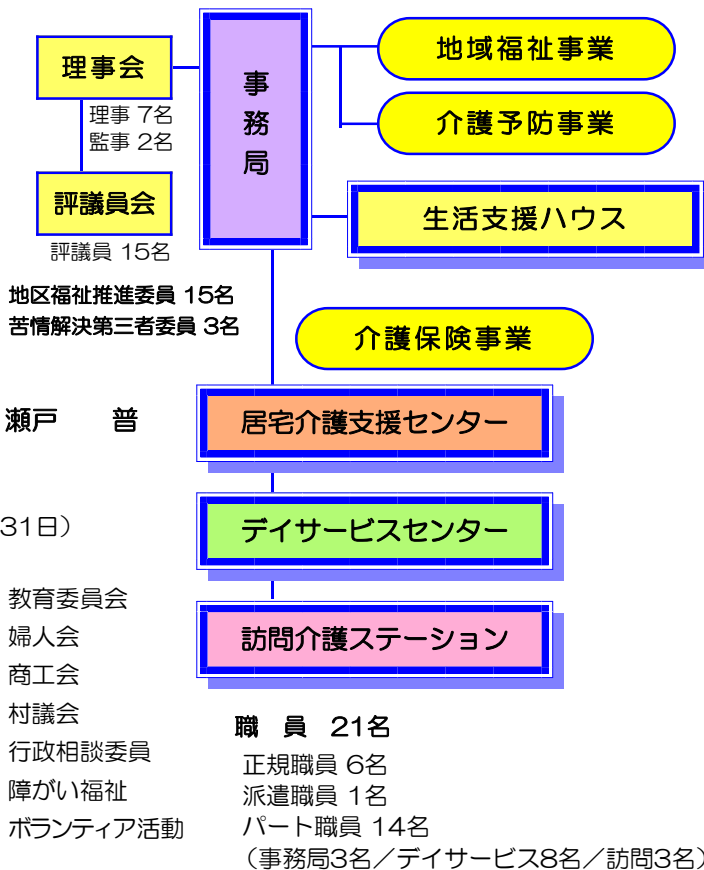 理事会
理事 7名
監事 2名
評議員会
評議員 15名
地区福祉推進委員 15名
苦情解決第三者委員 3名
事務局
地域福祉事業
介護予防事業
生活支援ハウス
介護保険事業
瀬戸　普
居宅介護支援センター
31日）
デイサービスセンター
訪問介護ステーション
教育委員会
婦人会
商工会
村議会
行政相談委員
障がい福祉
ボランティア活動
職　員　21名
正規職員 6名
派遣職員 1名
パート職員 14名
（事務局3名／デイサービス8名／訪問3名）